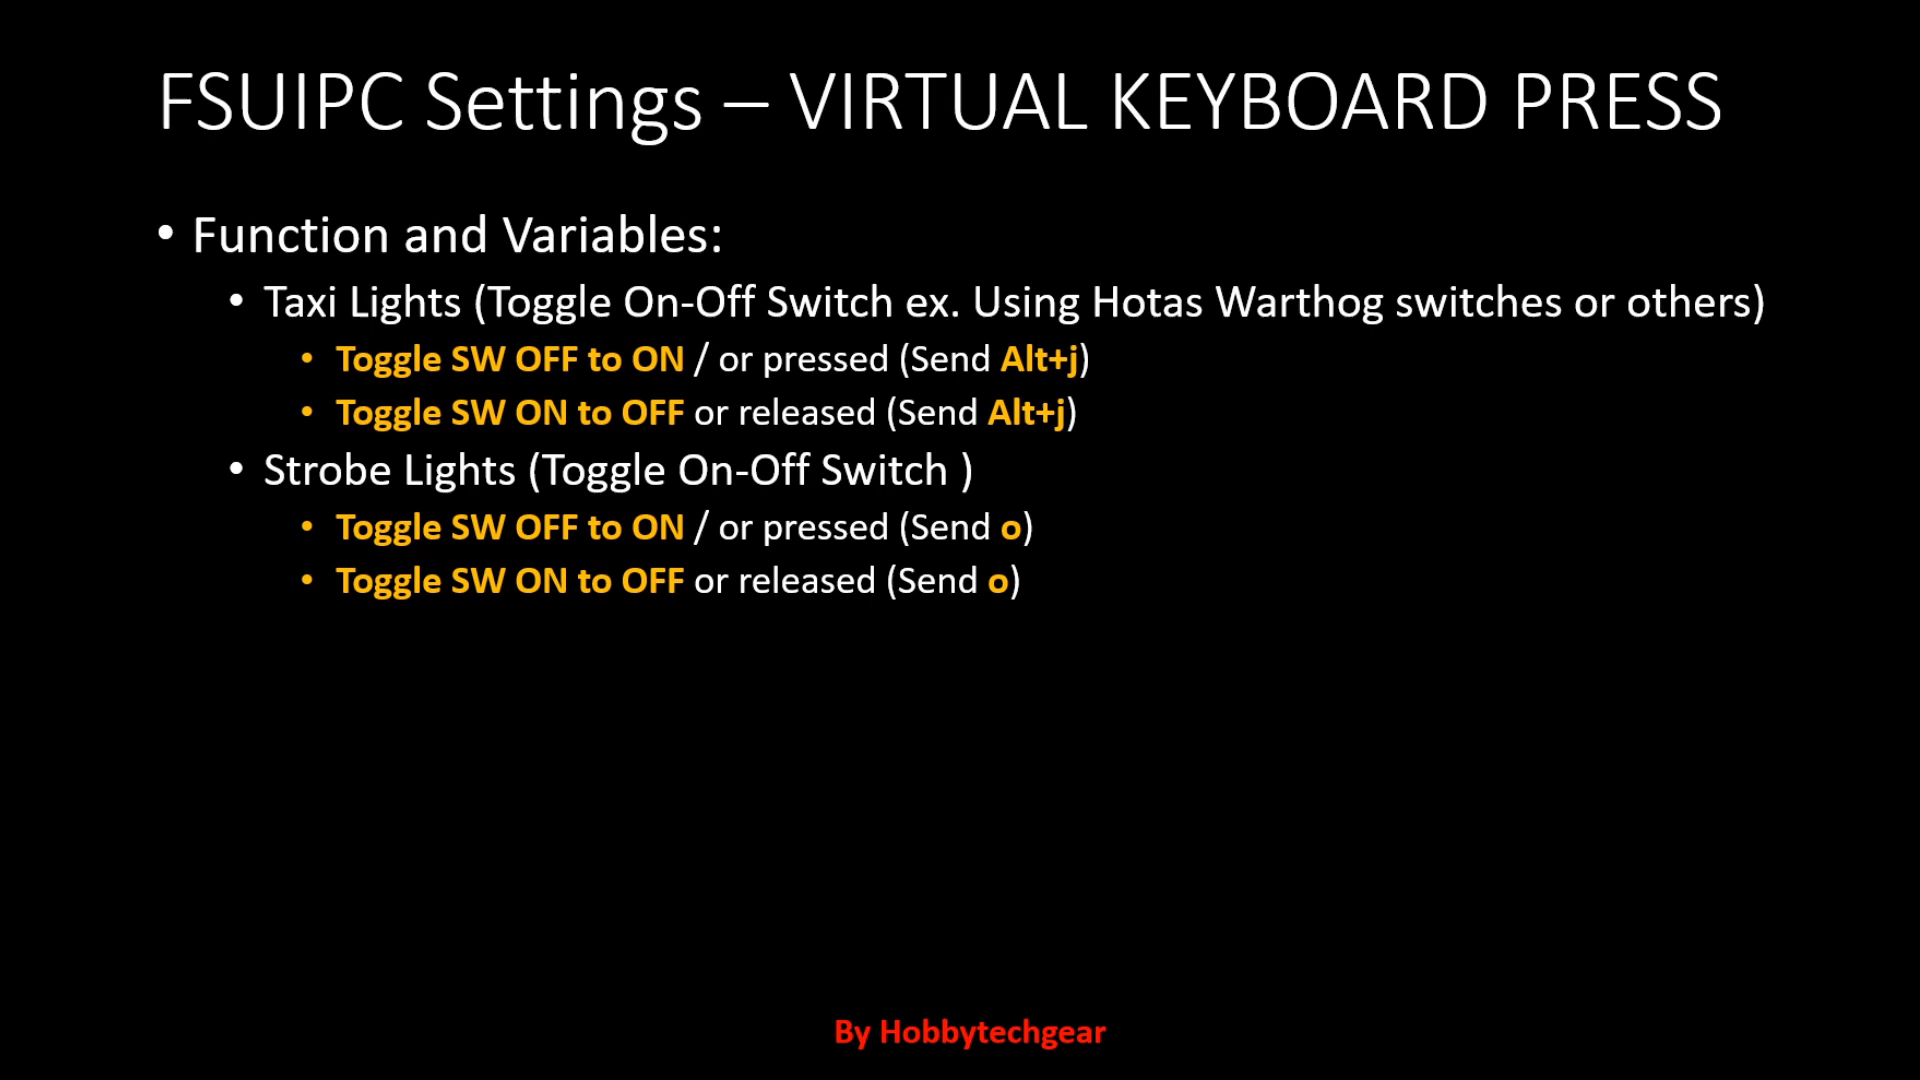 FSUIPC Settings – VIRTUAL KEYBOARD PRESS
• Function and Variables:
• Taxi Lights (Toggle On-Off Switch ex. Using Hotas Warthog switches or others)
• Toggle SW OFF to ON / or pressed (Send Alt+j)
• Toggle SW ON to OFF or released (Send Alt+j)
• Strobe Lights (Toggle On-Off Switch )
• Toggle SW OFF to ON / or pressed (Send o)
• Toggle SW ON to OFF or released (Send o)
By Hobbytechgear